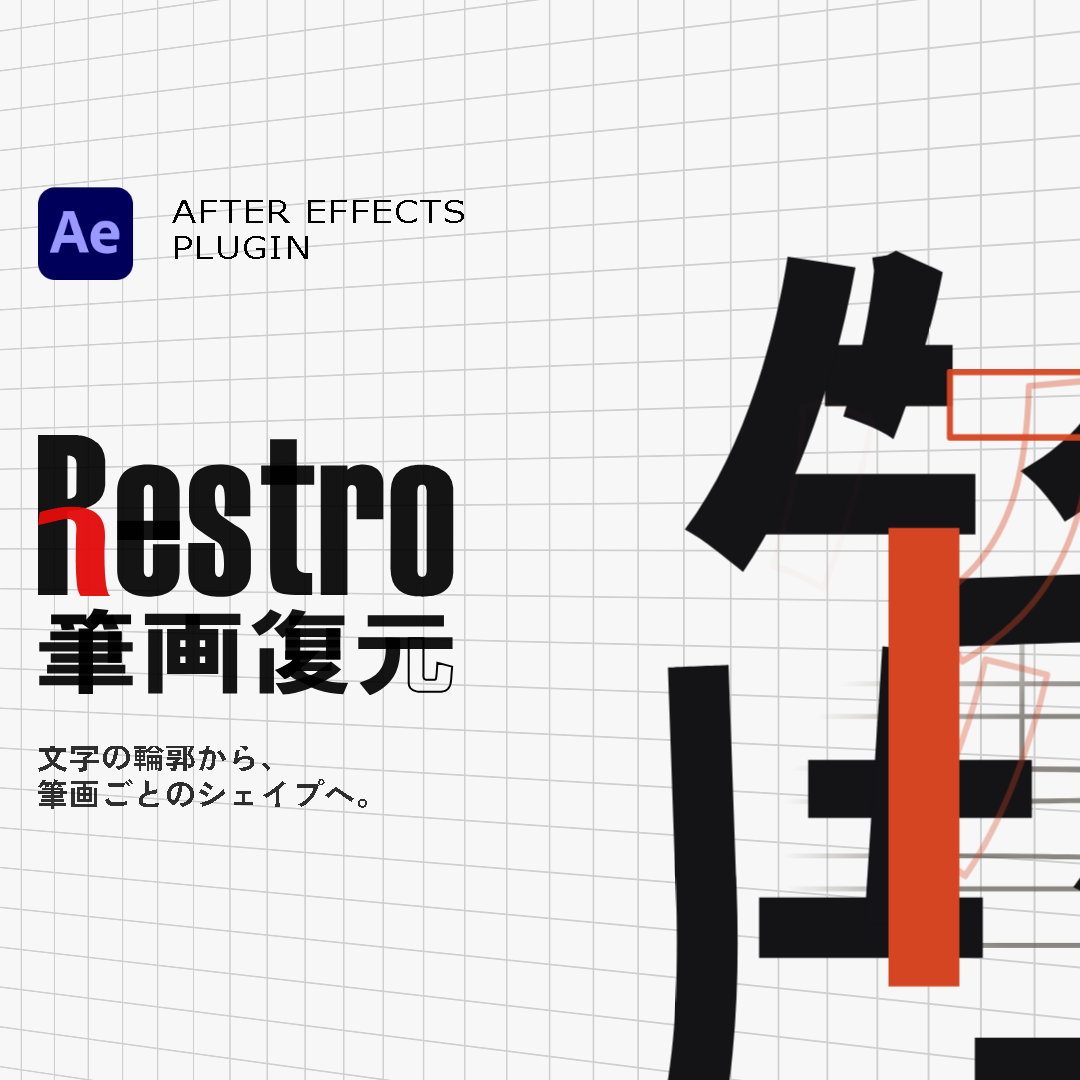 Ae
AFTER EFFECTS
PLUGIN
Restro
筆画復元
文字の輪郭から、
筆画ごとのシェイプへ。